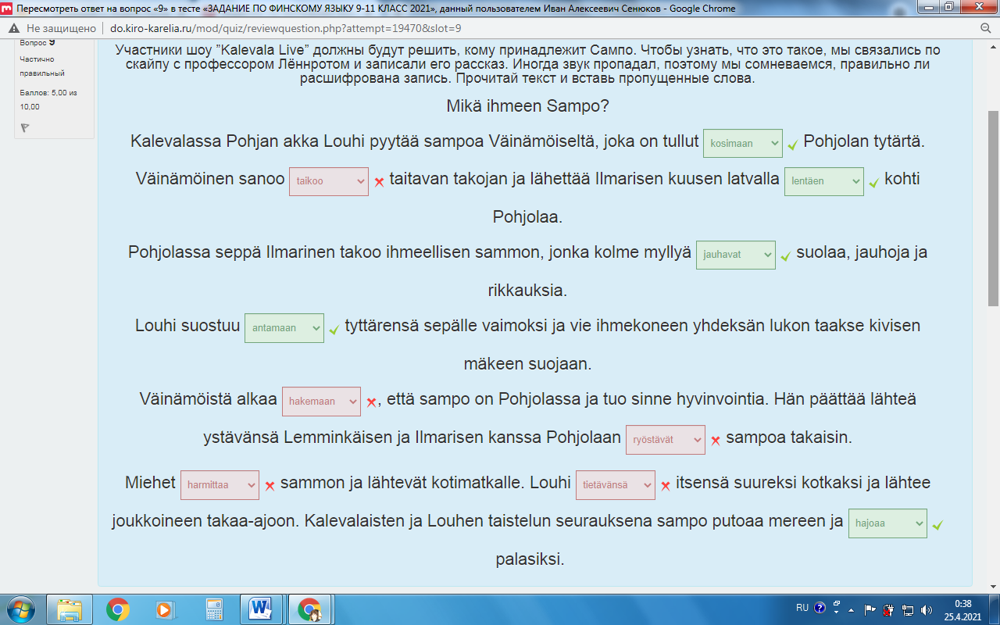 Пересмотреть ответ на вопрос «9» в тесте «ЗАДАНИЕ ПО ФИНСКОМУ ЯЗЫКУ 9-11 КЛАСС 2021», данный пользователем Иван Алексеевич Сенюков - Google Chrome
Не защищено do.kiro-karelia.ru/mod/quiz/reviewquestion.php?attempt=19470&slot=9
Вопрос 9
Частично
правильный
Баллов: 5,00 из
10,00
Участники шоу ”Kalevala Live” должны будут решить, кому принадлежит Сампо. Чтобы узнать, что это такое, мы связались по
скайпу с профессором Лённротом и записали его рассказ. Иногда звук пропадал, поэтому мы сомневаемся, правильно ли
расшифрована запись. Прочитай текст и вставь пропущенные слова.
Mikä ihmeen Sampo?
Kalevalassa Pohjan akka Louhi pyytää sampoa Väinämöiseltä, joka on tullut kosimaan Pohjolan tytärtä.
Väinämöinen sanoo taikoo taitavan takojan ja lähettää Ilmarisen kuusen latvalla lentäen kohti
Pohjolaa.
Pohjolassa seppä Ilmarinen takoo ihmeellisen sammon, jonka kolme myllyä jauhavat suolaa, jauhoja ja
rikkauksia.
Louhi suostuu antamaan tyttärensä sepälle vaimoksi ja vie ihmekoneen yhdeksän lukon taakse kivisen
mäkeen suojaan.
Väinämöistä alkaa hakemaan , että sampo on Pohjolassa ja tuo sinne hyvinvointia. Hän päättää lähteä
ystävänsä Lemminkäisen ja Ilmarisen kanssa Pohjolaan ryöstävät sampoa takaisin.
Miehet harmittaa sammon ja lähtevät kotimatkalle. Louhi tietävänsä itsensä suureksi kotkaksi ja lähtee
joukkoineen takaa-ajoon. Kalevalaisten ja Louhen taistelun seurauksena sampo putoaa mereen ja hajoaa
palasiksi.
RU
0:38
25.4.2021